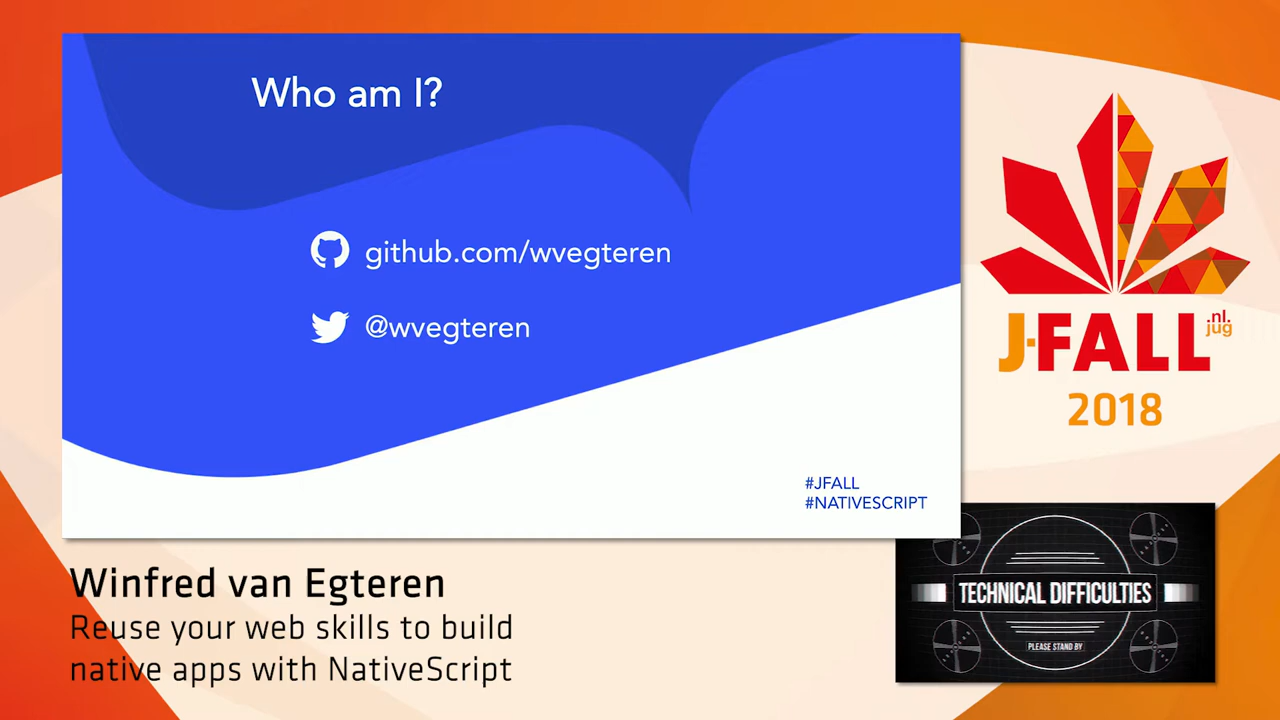 Who am I?
github.com/wvegteren
@wvegteren
#JFALL
#NATIVESCRIPT
J-FALL
nl.
jug
2018
TECHNICAL DIFFICULTIES
PLEASE STAND BY
Winfred van Egteren
Reuse your web skills to build
native apps with NativeScript